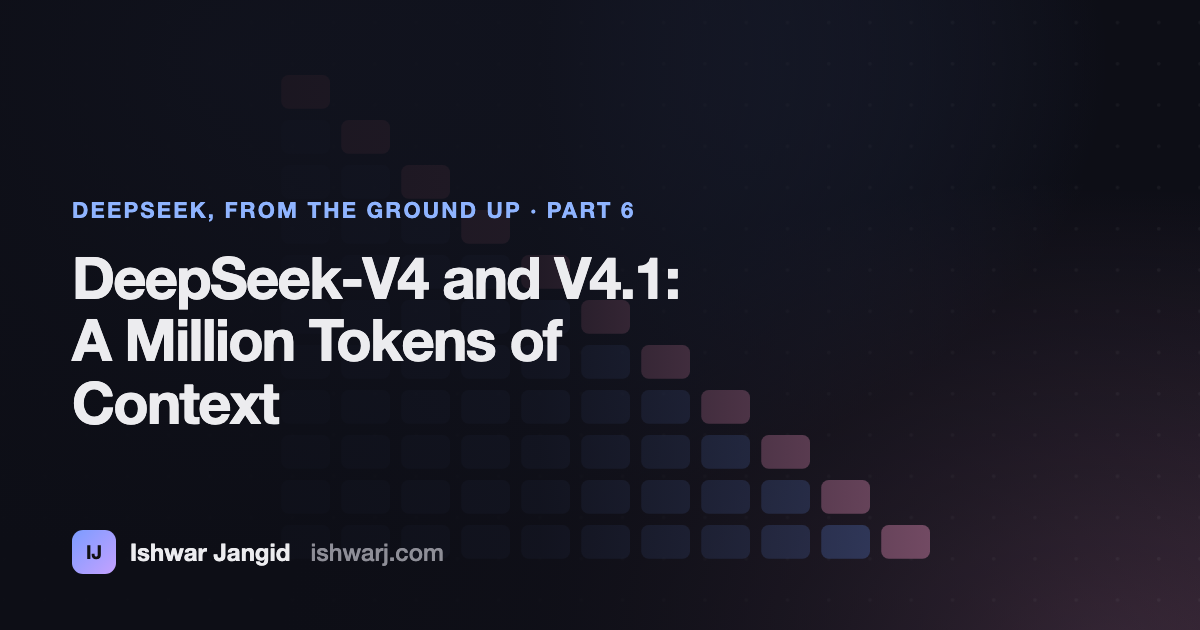 DEEPSEEK, FROM THE GROUND UP · PART 6
DeepSeek-V4 and V4.1:
A Million Tokens of
Context
IJ Ishwar Jangid ishwarj.com